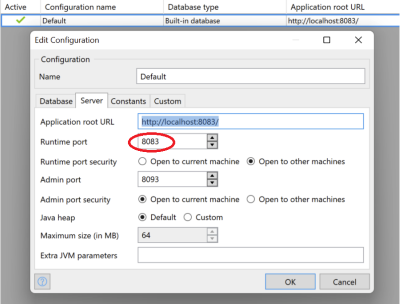 Active Configuration name Database type Application root URL
Default Built-in database http://localhost:8083/
Edit Configuration
Configuration
Name Default
Database Server Constants Custom
Application root URL http://localhost:8083/
Runtime port 8083
Runtime port security Open to current machine Open to other machines
Admin port 8093
Admin port security Open to current machine Open to other machines
Java heap Default Custom
Maximum size (in MB) 64
Extra JVM parameters
? OK Cancel